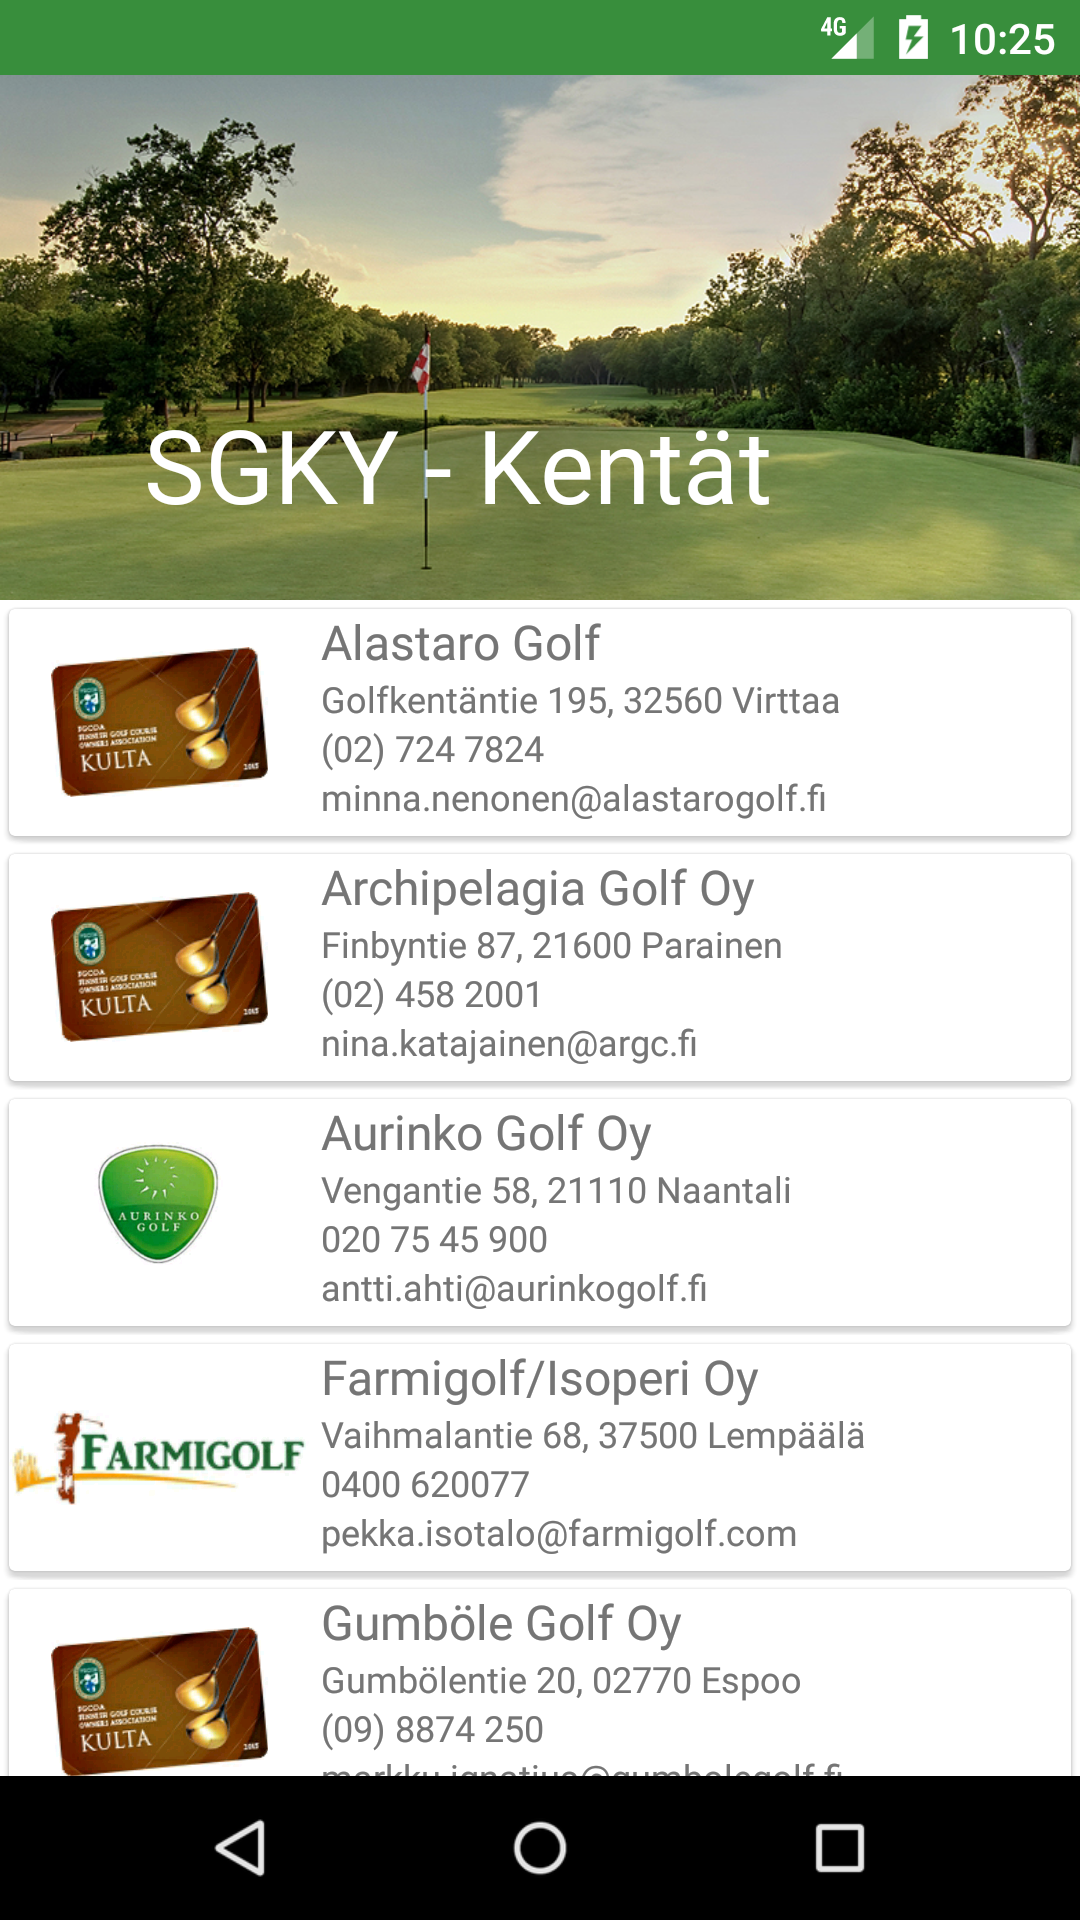 4G 10:25
SGKY - Kentät
Alastaro Golf
Golfkentäntie 195, 32560 Virttaa
(02) 724 7824
minna.nenonen@alastarogolf.fi
FGCOA
FINNISH GOLF COURSE
OWNERS ASSOCIATION
KULTA
2015
Archipelagia Golf Oy
Finbyntie 87, 21600 Parainen
(02) 458 2001
nina.katajainen@argc.fi
FGCOA
FINNISH GOLF COURSE
OWNERS ASSOCIATION
KULTA
2015
Aurinko Golf Oy
Vengantie 58, 21110 Naantali
020 75 45 900
antti.ahti@aurinkogolf.fi
AURINKO
GOLF
Farmigolf/Isoperi Oy
Vaihmalantie 68, 37500 Lempäälä
0400 620077
pekka.isotalo@farmigolf.com
FARMIGOLF
Gumböle Golf Oy
Gumbölentie 20, 02770 Espoo
(09) 8874 250
FGCOA
FINNISH GOLF COURSE
OWNERS ASSOCIATION
KULTA
2015